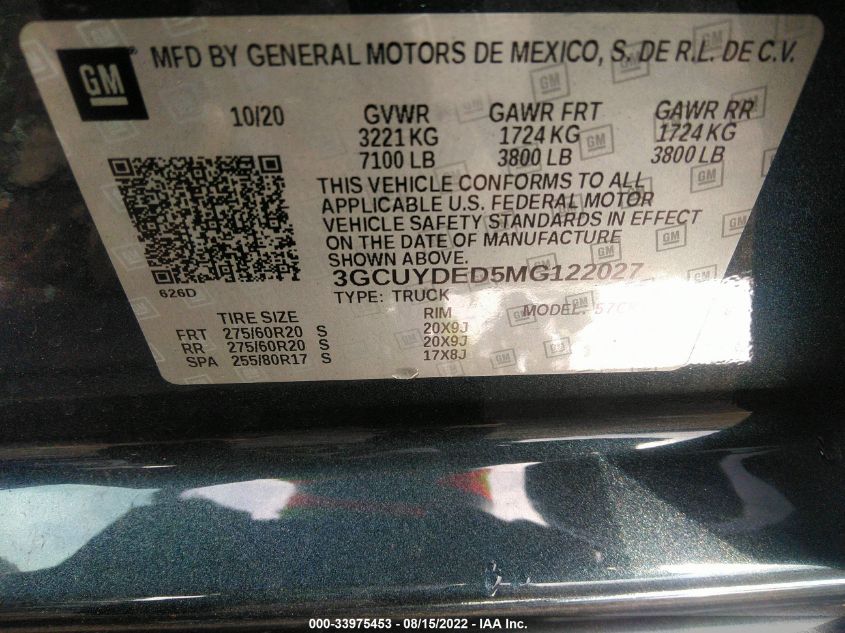 GM
MFD BY GENERAL MOTORS DE MEXICO, S. DE R.L. DE C.V.
10/20 GVWR GAWR FRT GAWR RR
3221 KG 1724 KG 1724 KG
7100 LB 3800 LB 3800 LB
THIS VEHICLE CONFORMS TO ALL
APPLICABLE U.S. FEDERAL MOTOR
VEHICLE SAFETY STANDARDS IN EFFECT
ON THE DATE OF MANUFACTURE
SHOWN ABOVE.
3GCUYDED5MG122027
626D
TYPE: TRUCK MODEL:
TIRE SIZE RIM
FRT 275/60R20 S 20X9J
RR 275/60R20 S 20X9J
SPA 255/80R17 S 17X8J
000-33975453 - 08/15/2022 - IAA Inc.